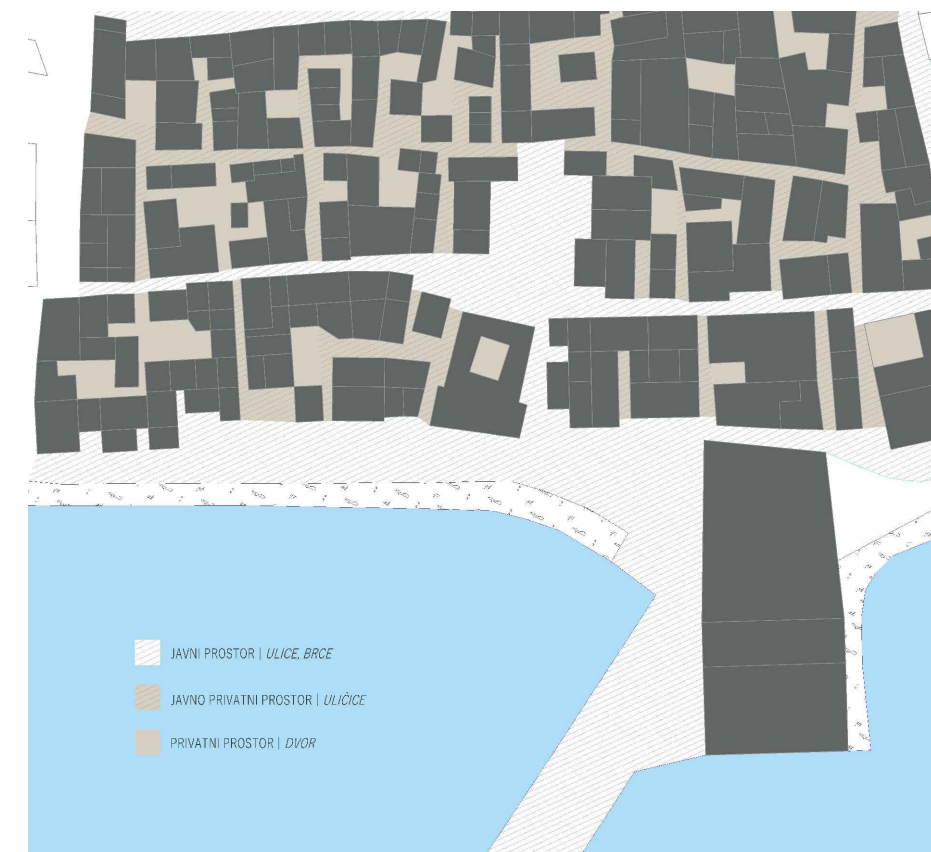 JAVNI PROSTOR | ULICE, BRCE
JAVNO PRIVATNI PROSTOR | ULIČICE
PRIVATNI PROSTOR | DVOR